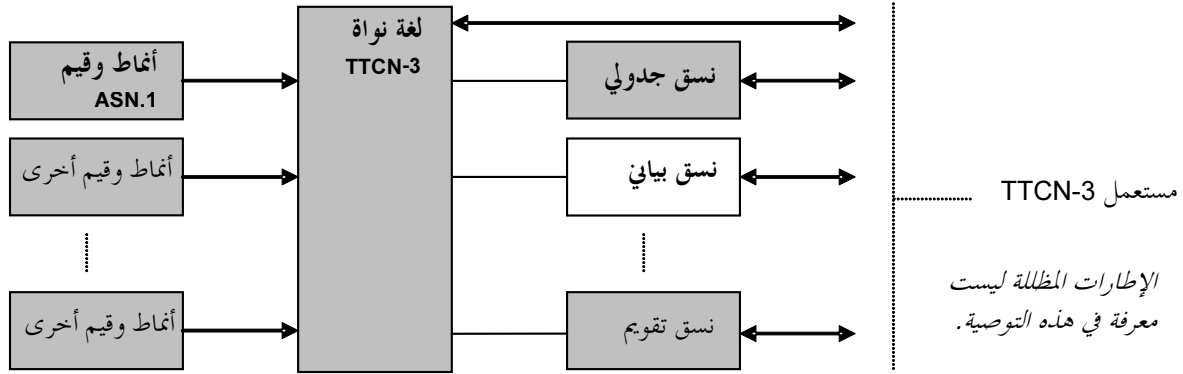 لغة نواة
TTCN-3
أنماط وقيم
ASN.1
أنماط وقيم أخرى
أنماط وقيم أخرى
نسق جدولي
نسق بياني
نسق تقويم
مستعمل TTCN-3
الإطارات المظللة ليست
معرفة في هذه التوصية.